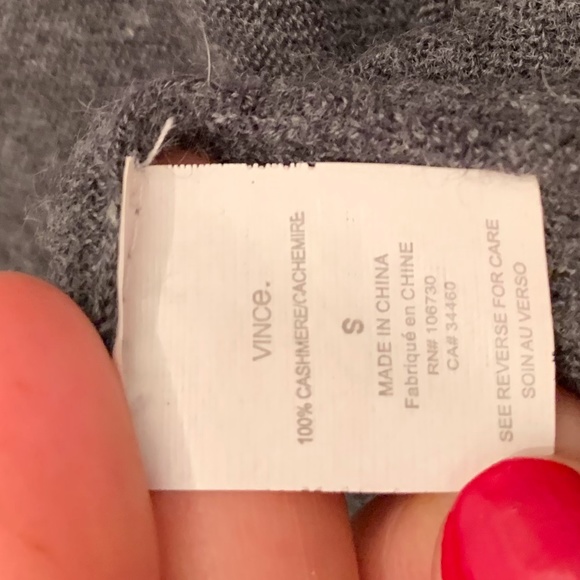 VINCE.
100% CASHMERE/CACHEMIRE
S
MADE IN CHINA
Fabriqué en CHINE
RN# 106730
CA# 34460
SEE REVERSE FOR CARE
SOIN AU VERSO